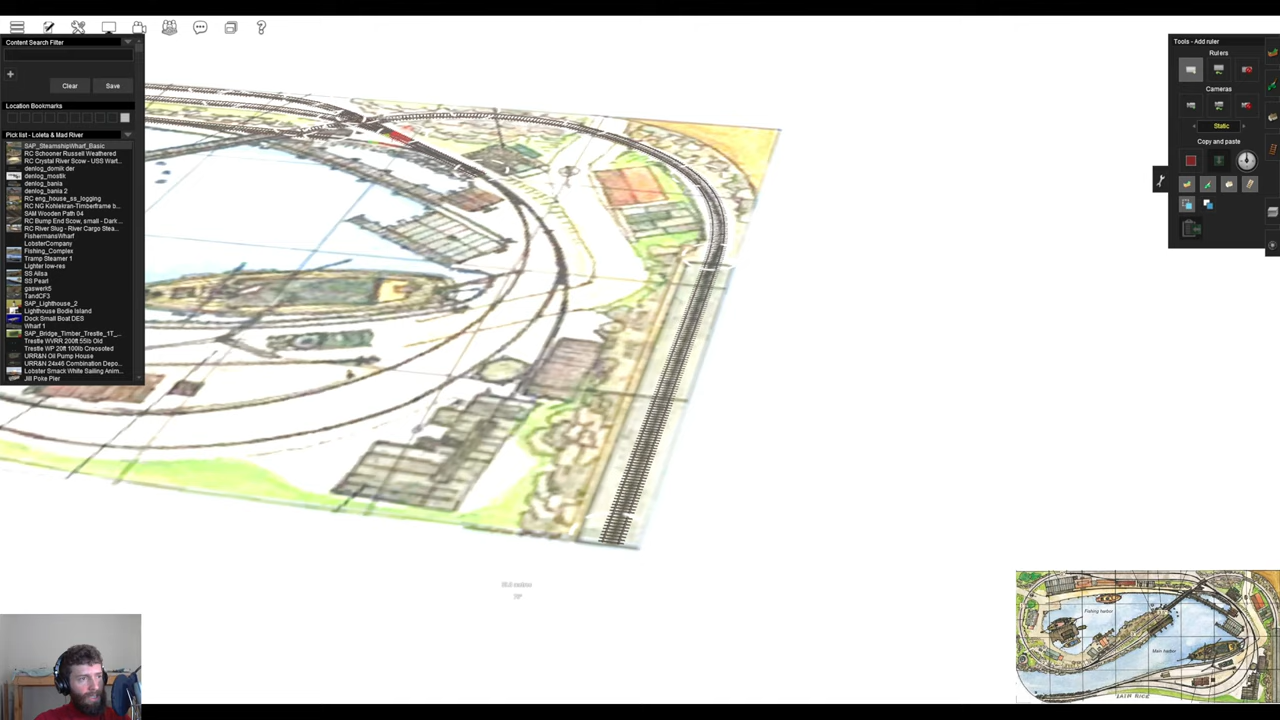 Content Search Filter
Clear
Save
Location Bookmarks
Pick list - Loleta & Mad River
SAP_SteamshipWharf_Basic
RC Schooner Russell Weathered
RC Crystal River Scow - USS Wart...
denlog_domik der
denlog_mostik
denlog_bania
denlog_bania 2
RC eng_house_ss_logging
RC NG Kohlekran-Timberframe b...
SAM Wooden Path 04
RC Bump End Scow, small - Dark ...
RC River Slug - River Cargo Stea...
FishermansWharf
LobsterCompany
Fishing_Complex
Tramp Steamer 1
Lighter low-res
SS Ailsa
SS Pearl
gaswerk5
TandCF3
SAP_Lighthouse_2
Lighthouse Bodie Island
Dock Small Boat DES
Wharf 1
SAP_Bridge_Timber_Trestle_1T_...
Trestle WVRR 200ft 55lb Old
Trestle WP 20ft 100lb Creosoted
URR&N Oil Pump House
URR&N 24x46 Combination Depo...
Lobster Smack White Sailing Anim...
Jill Poke Pier
Tools - Add ruler
Rulers
Cameras
Static
Copy and paste
Fishing harbor
Main harbor